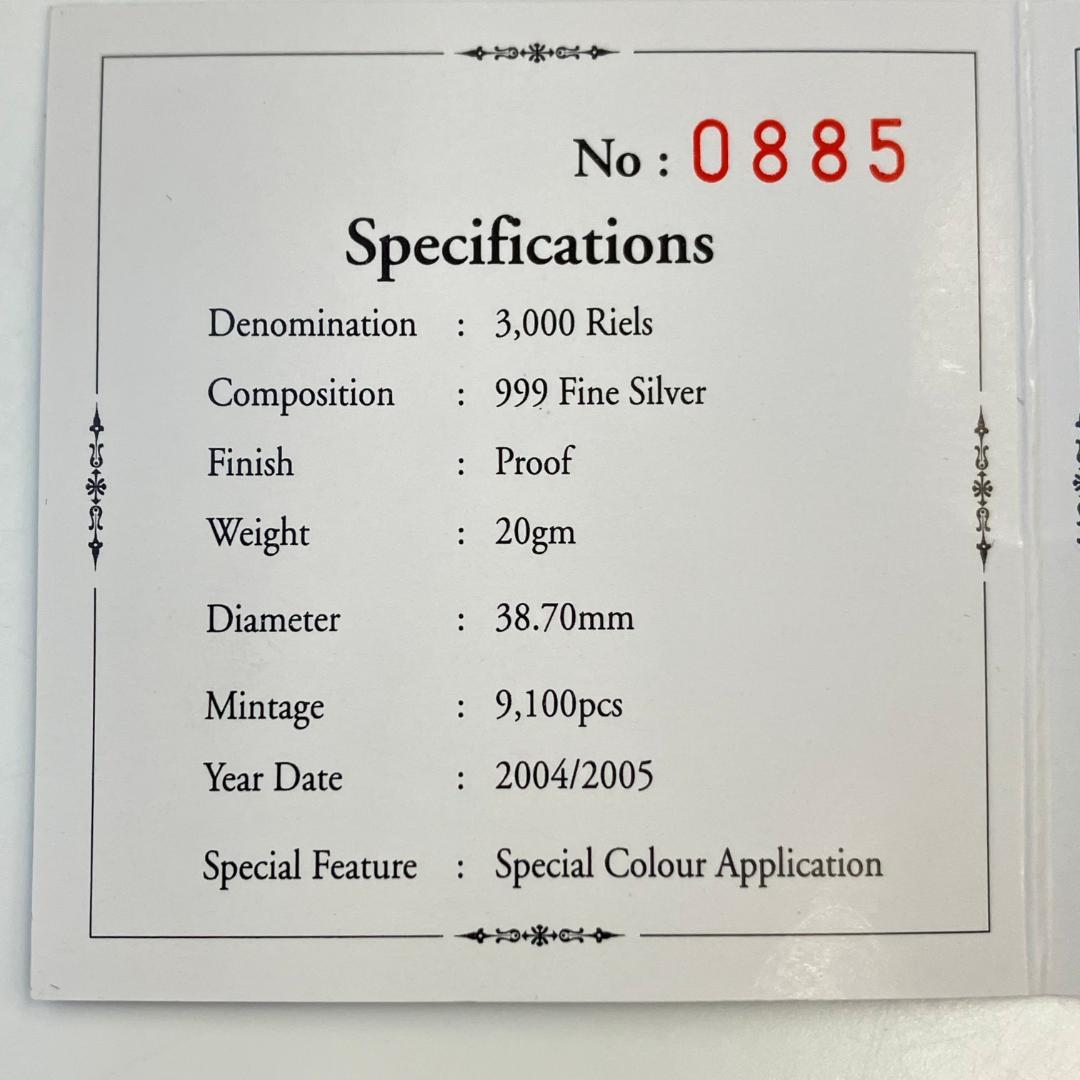 No : 0885
Specifications
Denomination : 3,000 Riels
Composition : 999 Fine Silver
Finish : Proof
Weight : 20gm
Diameter : 38.70mm
Mintage : 9,100pcs
Year Date : 2004/2005
Special Feature : Special Colour Application